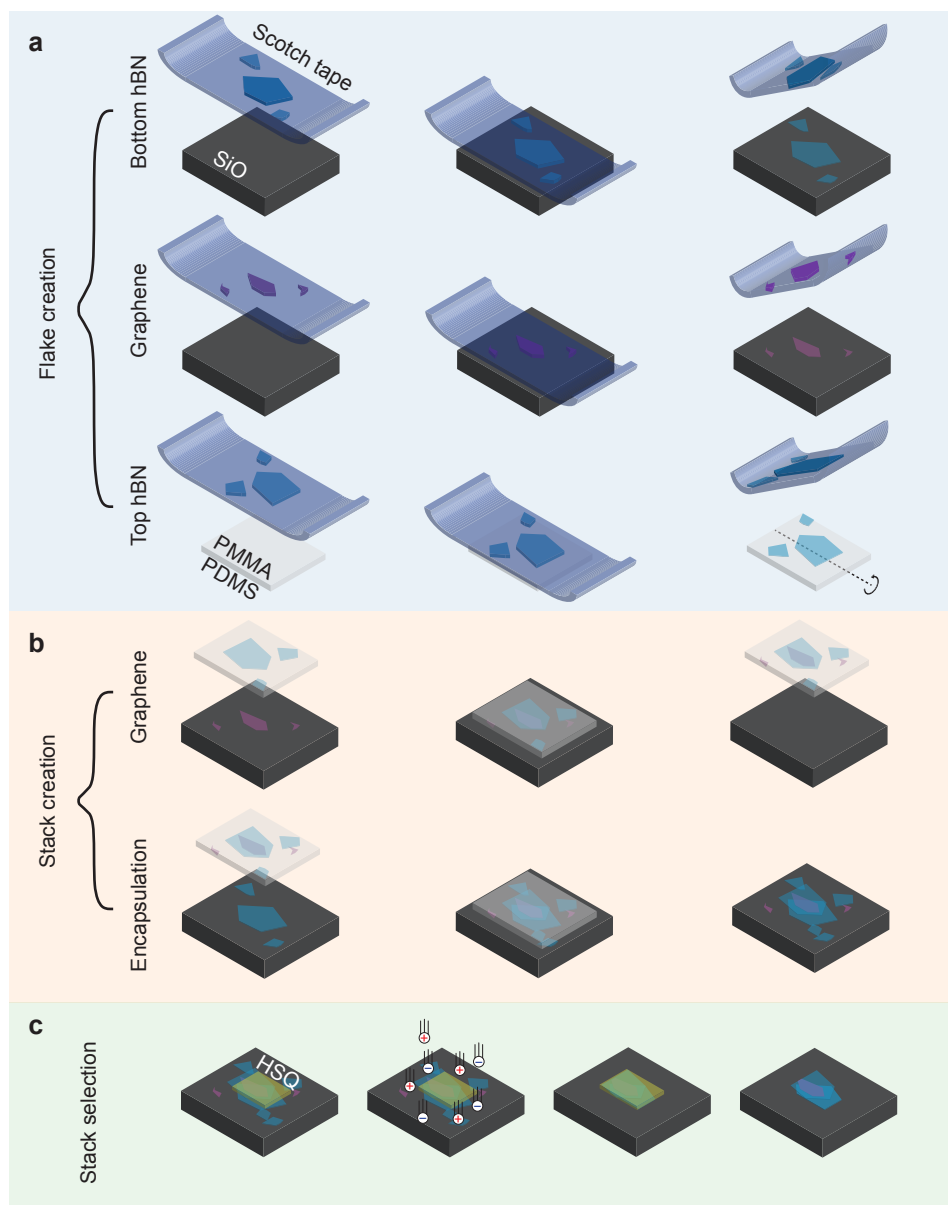 a
Flake creation
Bottom hBN
Scotch tape
SiO
Graphene
Top hBN
PMMA
PDMS
b
Stack creation
Graphene
Encapsulation
c
Stack selection
HSQ
+
−
−
+
+
−
−
+